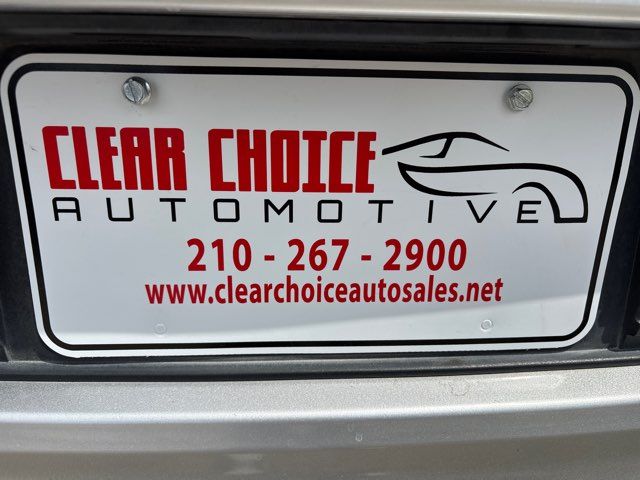 CLEAR CHOICE
AUTOMOTIVE
210 - 267 - 2900
www.clearchoiceautosales.net